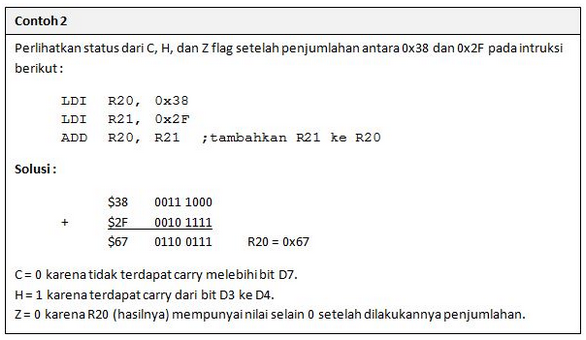 Contoh 2
Perlihatkan status dari C, H, dan Z flag setelah penjumlahan antara 0x38 dan 0x2F pada intruksi
berikut :
LDI R20, 0x38
LDI R21, 0x2F
ADD R20, R21 ;tambahkan R21 ke R20
Solusi :
$38 0011 1000
+ $2F 0010 1111
$67 0110 0111 R20 = 0x67
C = 0 karena tidak terdapat carry melebihi bit D7.
H = 1 karena terdapat carry dari bit D3 ke D4.
Z = 0 karena R20 (hasilnya) mempunyai nilai selain 0 setelah dilakukannya penjumlahan.